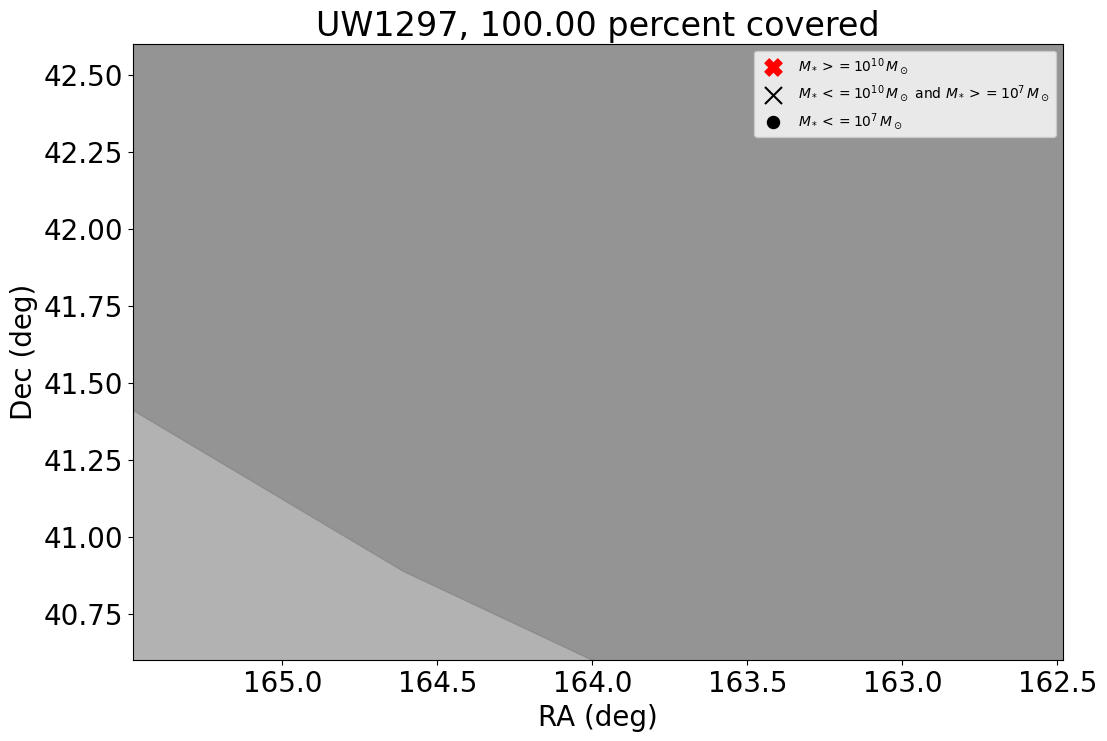 UW1297, 100.00 percent covered
M* >= 10^10 M⊙
M* <= 10^10 M⊙ and M* >= 10^7 M⊙
M* <= 10^7 M⊙
42.50
42.25
42.00
41.75
41.50
41.25
41.00
40.75
Dec (deg)
165.0 164.5 164.0 163.5 163.0 162.5
RA (deg)